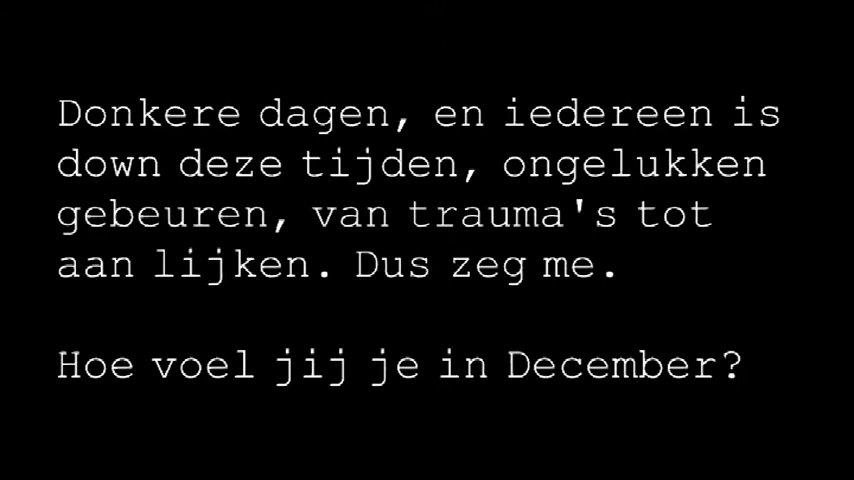 Donkere dagen, en iedereen is
down deze tijden, ongelukken
gebeuren, van trauma's tot
aan lijken. Dus zeg me.
Hoe voel jij je in December?